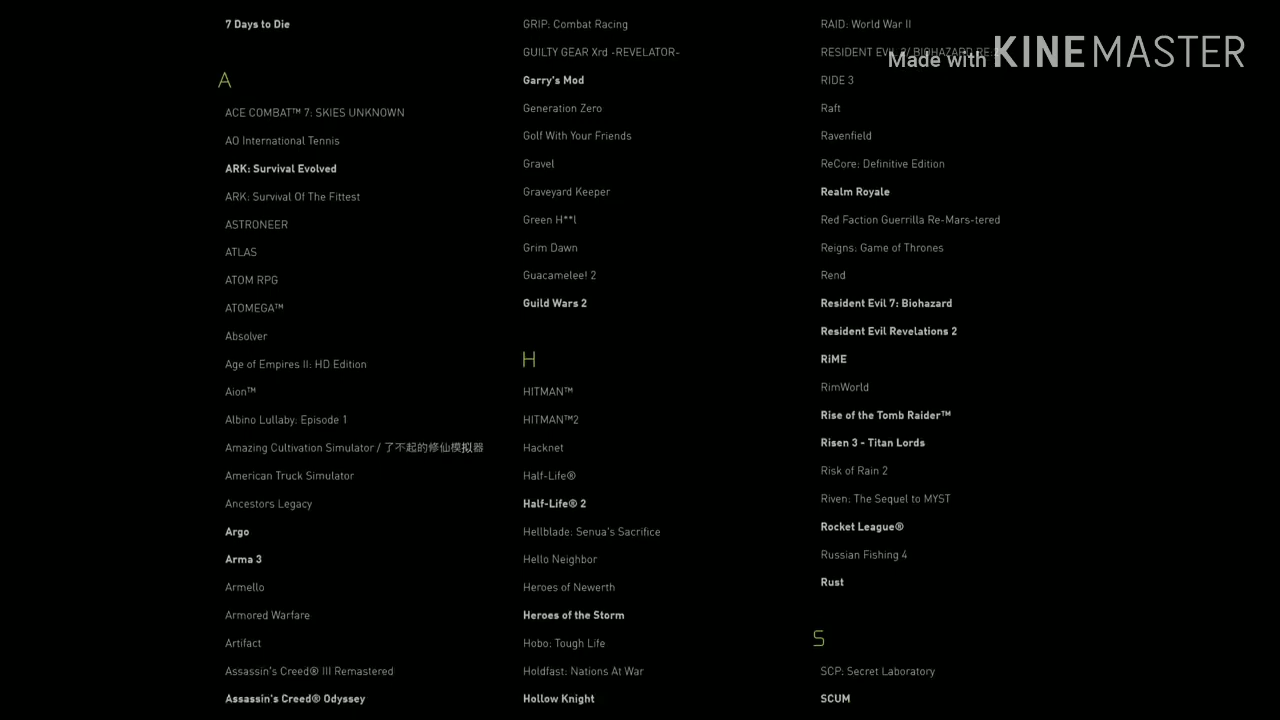 7 Days to Die
A
ACE COMBAT™ 7: SKIES UNKNOWN
AO International Tennis
ARK: Survival Evolved
ARK: Survival Of The Fittest
ASTRONEER
ATLAS
ATOM RPG
ATOMEGA™
Absolver
Age of Empires II: HD Edition
Aion™
Albino Lullaby: Episode 1
Amazing Cultivation Simulator / 了不起的修仙模拟器
American Truck Simulator
Ancestors Legacy
Argo
Arma 3
Armello
Armored Warfare
Artifact
Assassin's Creed® III Remastered
Assassin's Creed® Odyssey
GRIP: Combat Racing
GUILTY GEAR Xrd -REVELATOR-
Garry's Mod
Generation Zero
Golf With Your Friends
Gravel
Graveyard Keeper
Green H**l
Grim Dawn
Guacamelee! 2
Guild Wars 2
H
HITMAN™
HITMAN™2
Hacknet
Half-Life®
Half-Life® 2
Hellblade: Senua's Sacrifice
Hello Neighbor
Heroes of Newerth
Heroes of the Storm
Hobo: Tough Life
Holdfast: Nations At War
Hollow Knight
RAID: World War II
RESIDENT EVIL 2/ BIOHAZARD RE:2
Made with KINEMASTER
RIDE 3
Raft
Ravenfield
ReCore: Definitive Edition
Realm Royale
Red Faction Guerrilla Re-Mars-tered
Reigns: Game of Thrones
Rend
Resident Evil 7: Biohazard
Resident Evil Revelations 2
RiME
RimWorld
Rise of the Tomb Raider™
Risen 3 - Titan Lords
Risk of Rain 2
Riven: The Sequel to MYST
Rocket League®
Russian Fishing 4
Rust
S
SCP: Secret Laboratory
SCUM